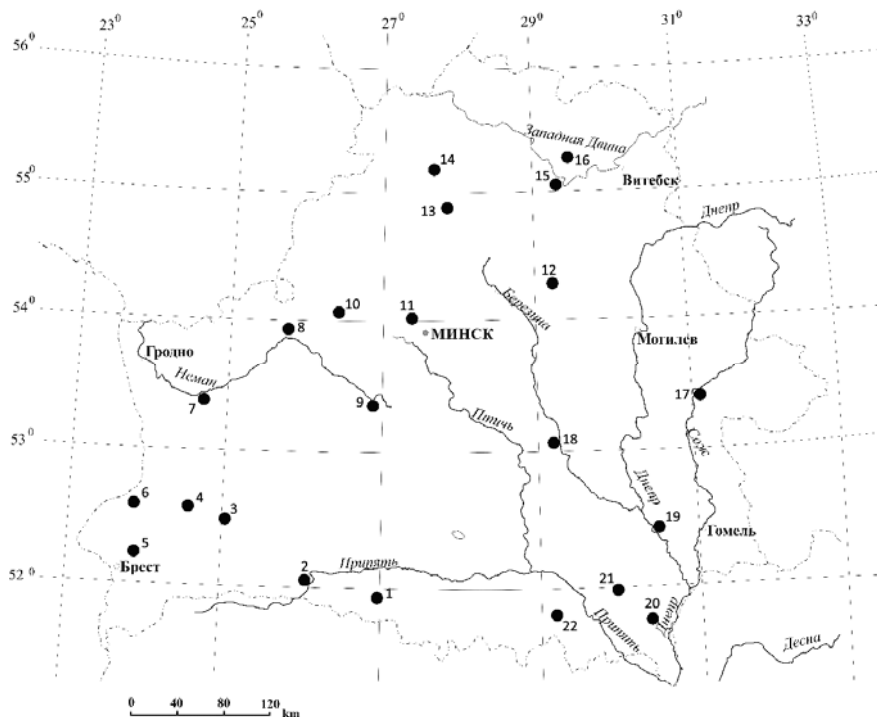 23⁰ 25⁰ 27⁰ 29⁰ 31⁰ 33⁰
56⁰
Западная Двина
14 16
55⁰ 15 Витебск
13 Днепр
12
Березина
54⁰ 10 11
8 МИНСК Могилев
Гродно
Неман
7 9 17
Птичь
Сож
53⁰ 18
6 4 3 Днепр
19 Гомель
5
Брест
52⁰ 2 Припять
1 21
22 Припять 20 Днепр
Десна
0 40 80 120
km